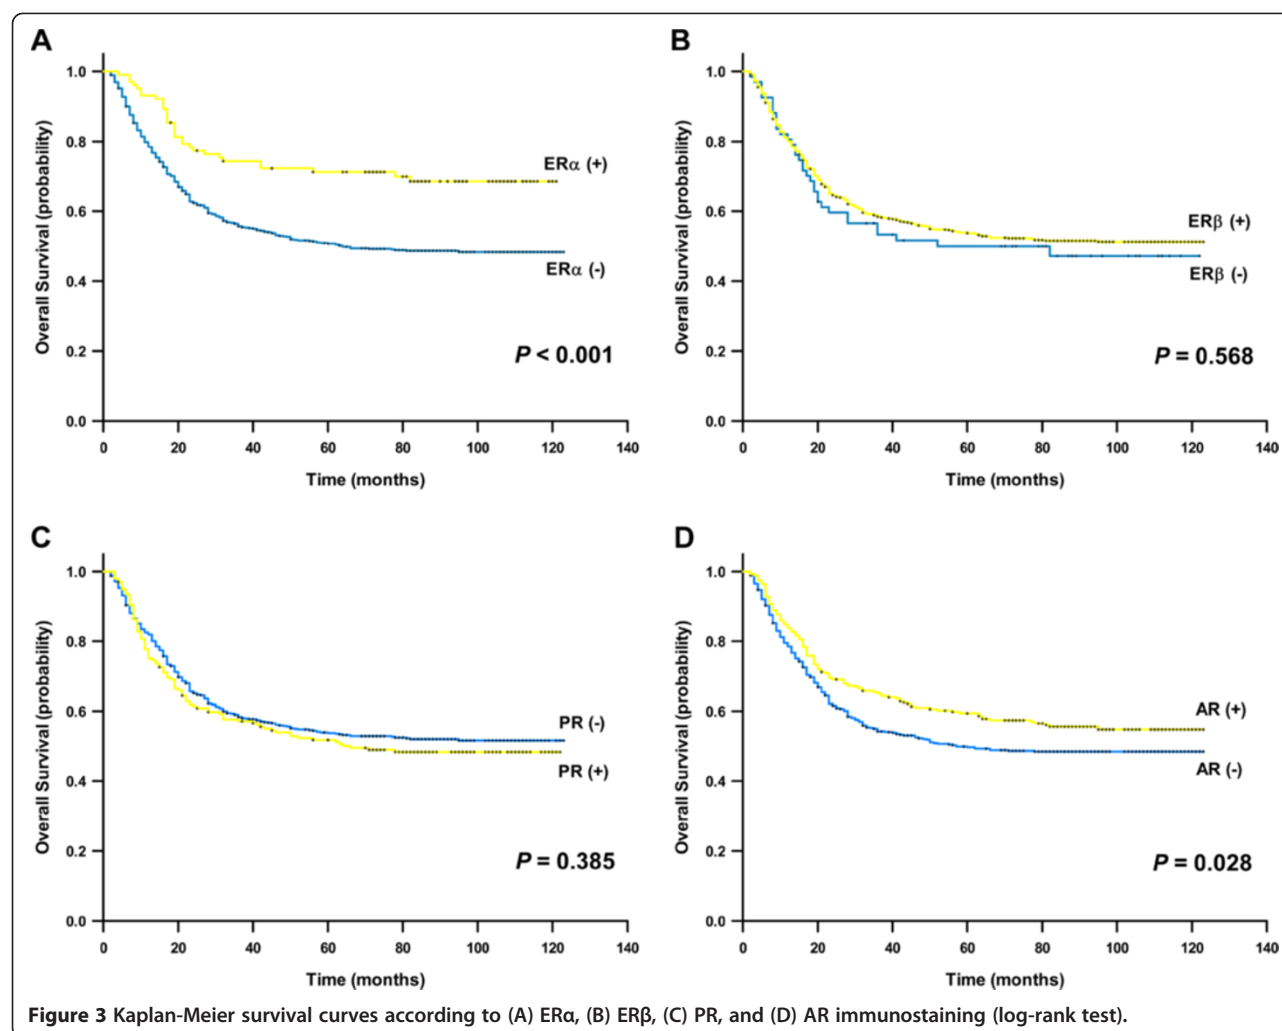 A
Overall Survival (probability)
1.0
0.8
0.6
0.4
0.2
0.0
ERα (+)
ERα (-)
P < 0.001
0 20 40 60 80 100 120 140
Time (months)
B
Overall Survival (probability)
1.0
0.8
0.6
0.4
0.2
0.0
ERβ (+)
ERβ (-)
P = 0.568
0 20 40 60 80 100 120 140
Time (months)
C
Overall Survival (probability)
1.0
0.8
0.6
0.4
0.2
0.0
PR (-)
PR (+)
P = 0.385
0 20 40 60 80 100 120 140
Time (months)
D
Overall Survival (probability)
1.0
0.8
0.6
0.4
0.2
0.0
AR (+)
AR (-)
P = 0.028
0 20 40 60 80 100 120 140
Time (months)
Figure 3 Kaplan-Meier survival curves according to (A) ERα, (B) ERβ, (C) PR, and (D) AR immunostaining (log-rank test).